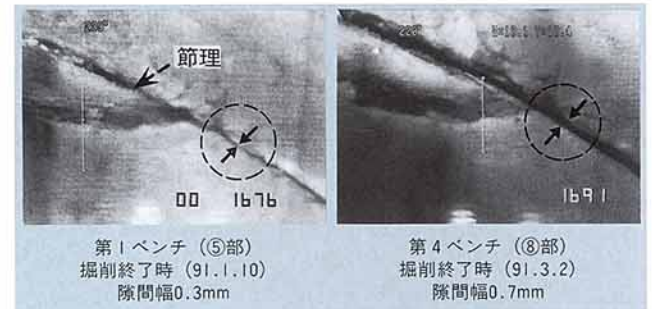 節理
00 1676
1691
第1ベンチ（⑤部）
掘削終了時（91.1.10）
隙間幅0.3mm
第4ベンチ（⑧部）
掘削終了時（91.3.2）
隙間幅0.7mm